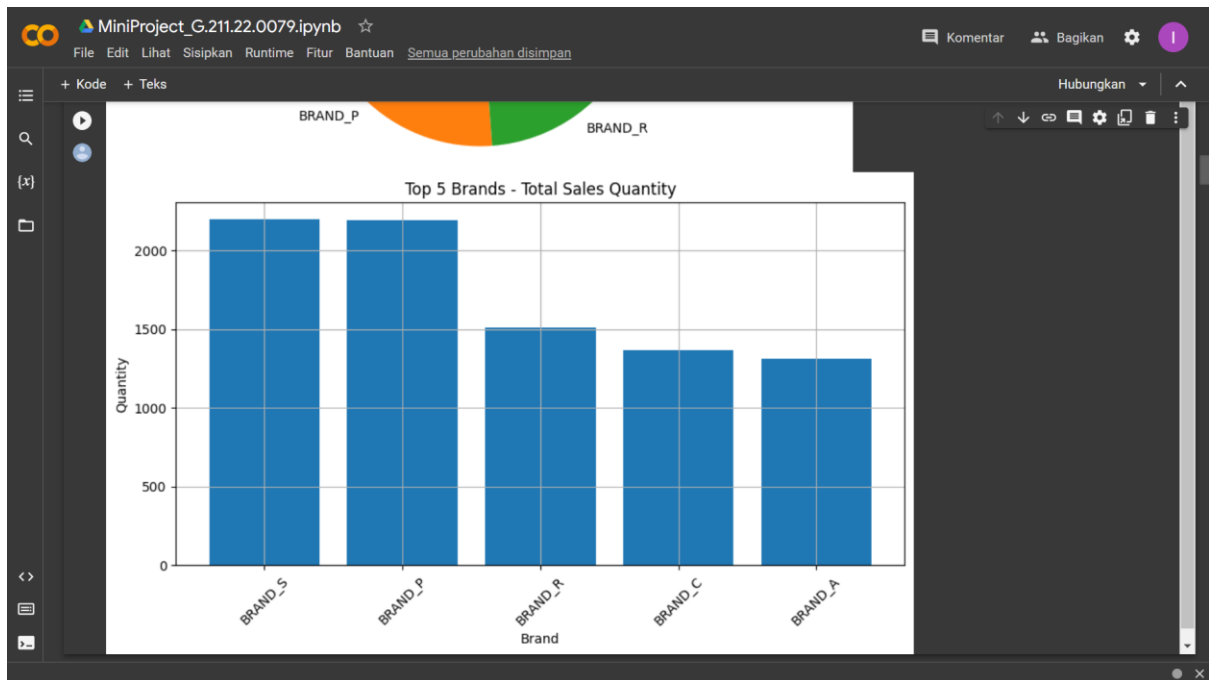 MiniProject_G.211.22.0079.ipynb
File Edit Lihat Sisipkan Runtime Fitur Bantuan Semua perubahan disimpan
Komentar Bagikan I
+ Kode + Teks Hubungkan
{x}
BRAND_P
BRAND_R
Top 5 Brands - Total Sales Quantity
2000
1500
1000
500
0
Quantity
BRAND_S BRAND_P BRAND_R BRAND_C BRAND_A
Brand